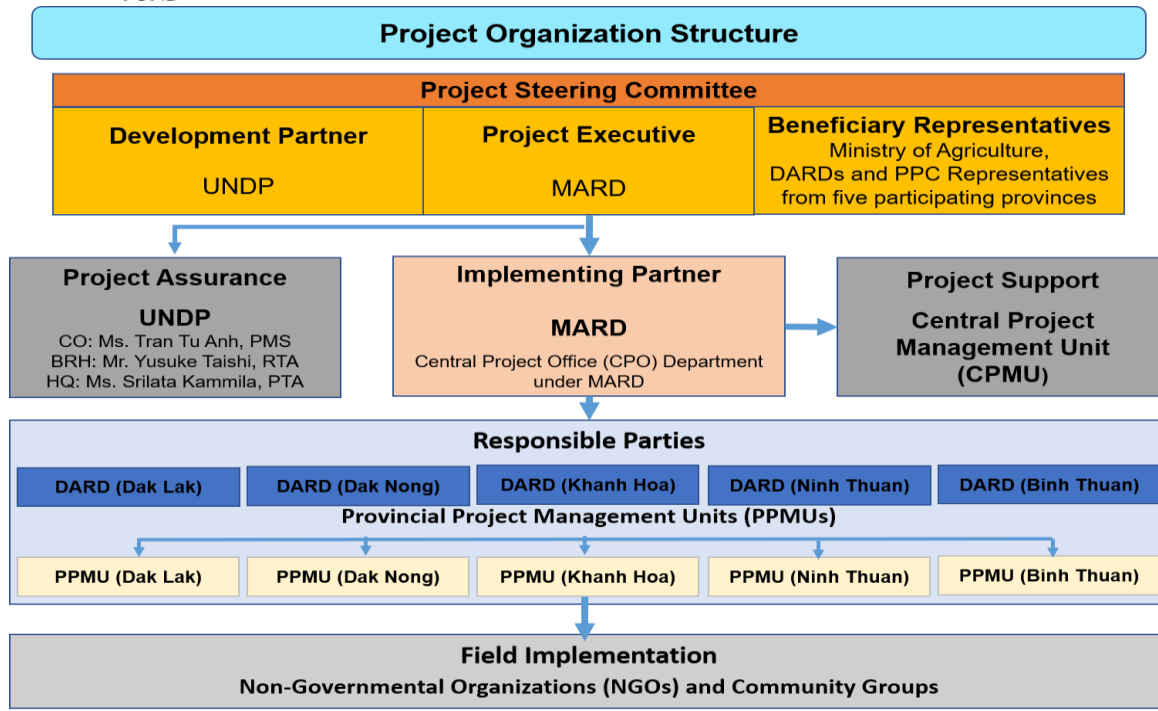 Project Organization Structure
Project Steering Committee
Development Partner
UNDP
Project Executive
MARD
Beneficiary Representatives
Ministry of Agriculture,
DARDs and PPC Representatives
from five participating provinces
Project Assurance
UNDP
CO: Ms. Tran Tu Anh, PMS
BRH: Mr. Yusuke Taishi, RTA
HQ: Ms. Srilata Kammila, PTA
Implementing Partner
MARD
Central Project Office (CPO) Department
under MARD
Project Support
Central Project
Management Unit
(CPMU)
Responsible Parties
DARD (Dak Lak)
DARD (Dak Nong)
DARD (Khanh Hoa)
DARD (Ninh Thuan)
DARD (Binh Thuan)
Provincial Project Management Units (PPMUs)
PPMU (Dak Lak)
PPMU (Dak Nong)
PPMU (Khanh Hoa)
PPMU (Ninh Thuan)
PPMU (Binh Thuan)
Field Implementation
Non-Governmental Organizations (NGOs) and Community Groups